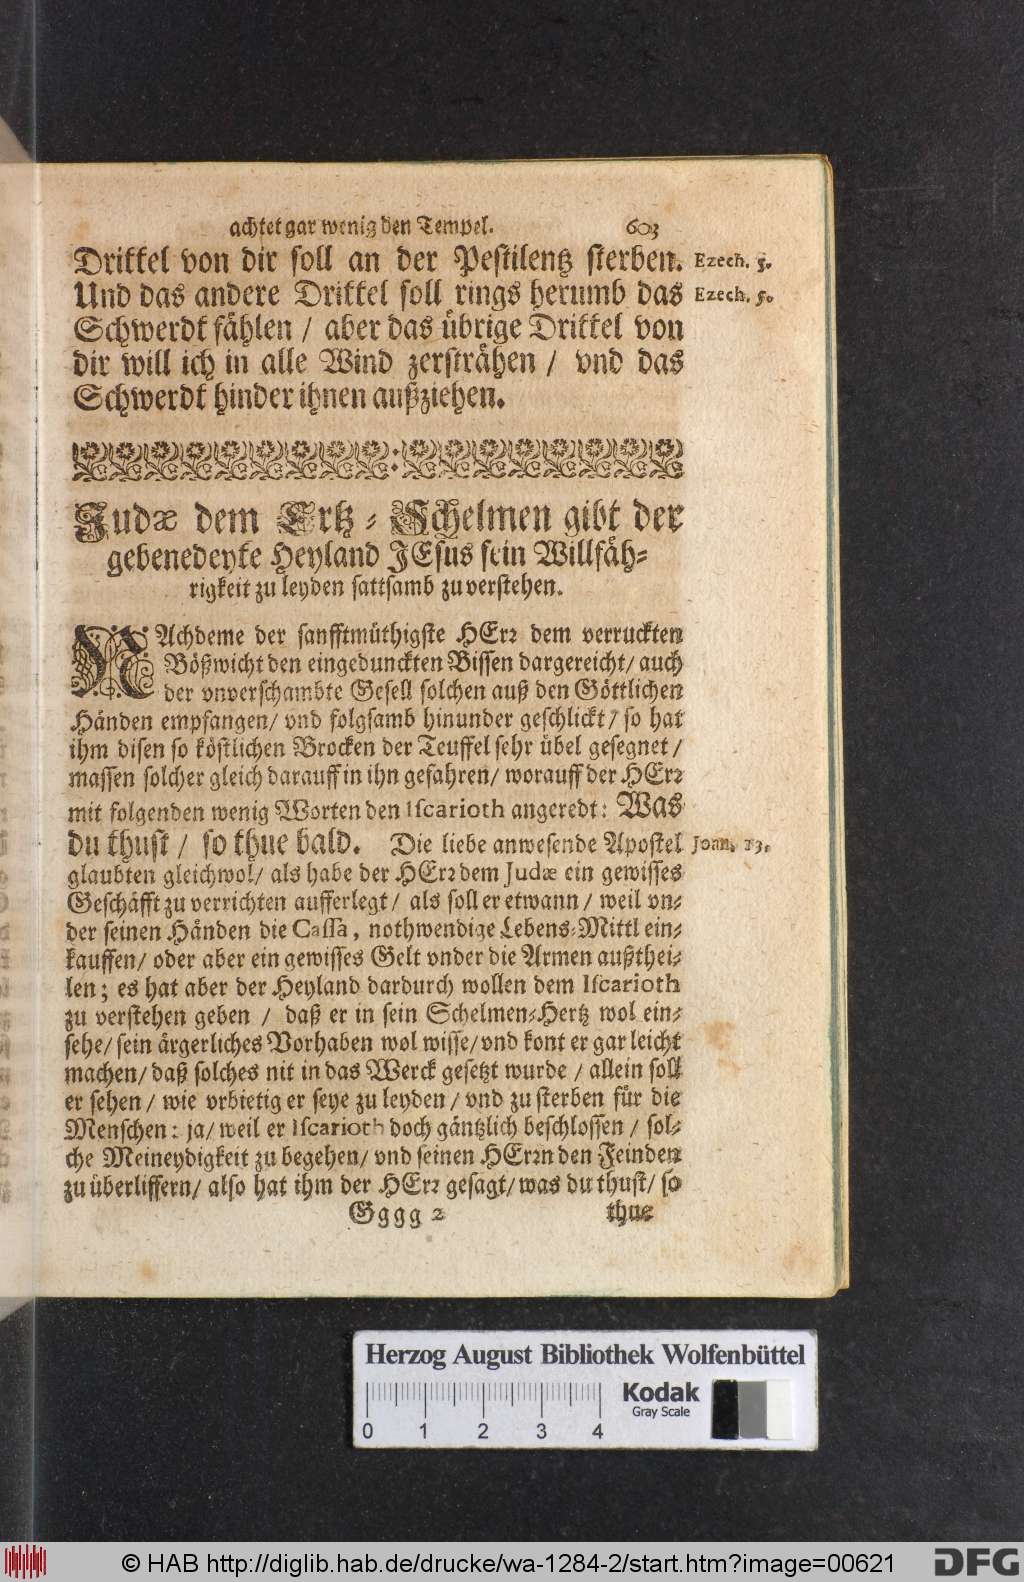 achtet gar wenig den Tempel. 603
Drittel von dir soll an der Pestilentz sterben. Ezech. 5.
Und das andere Drittel soll rings herumb das Ezech. 5.
Schwerdt fählen / aber das übrige Drittel von
dir will ich in alle Wind zersträhen / vnd das
Schwerdt hinder ihnen außziehen.
Judæ dem Ertz-Schelmen gibt der
gebenedeyte Heyland JEsus sein Willfäh-
rigkeit zu leyden sattsamb zu verstehen.
NAchdeme der sanfftmüthigste HErr dem verruckten
Bößwicht den eingedunckten Bissen dargereicht/ auch
der vnverschambte Gesell solchen auß den Göttlichen
Händen empfangen/ vnd folgsamb hinunder geschlickt/ so hat
ihm disen so köstlichen Brocken der Teuffel sehr übel gesegnet /
massen solcher gleich darauff in ihn gefahren/ worauff der HErr
mit folgenden wenig Worten den Iscarioth angeredt: Was
du thust / so thue bald. Die liebe anwesende Apostel Joan. 13.
glaubten gleichwol/ als habe der HErr dem Judæ ein gewisses
Geschäfft zu verrichten aufferlegt/ als soll er etwann / weil vn-
der seinen Händen die Cassa, nothwendige Lebens-Mittl ein-
kauffen/ oder aber ein gewisses Gelt vnder die Armen außthei-
len; es hat aber der Heyland dardurch wollen dem Iscarioth
zu verstehen geben / daß er in sein Schelmen-Hertz wol ein-
sehe/ sein ärgerliches Vorhaben wol wisse/ vnd kont er gar leicht
machen/ daß solches nit in das Werck gesetzt wurde / allein soll
er sehen / wie vrbietig er seye zu leyden / vnd zu sterben für die
Menschen: ja/ weil er Iscarioth doch gäntzlich beschlossen / sol-
che Meineydigkeit zu begehen/ vnd seinen HErrn den Feinden
zu überliffern/ also hat ihm der HErr gesagt/ was du thust/ so
Gggg 2 thue
Herzog August Bibliothek Wolfenbüttel
Kodak
Gray Scale
0 1 2 3 4
© HAB http://diglib.hab.de/drucke/wa-1284-2/start.htm?image=00621
DFG